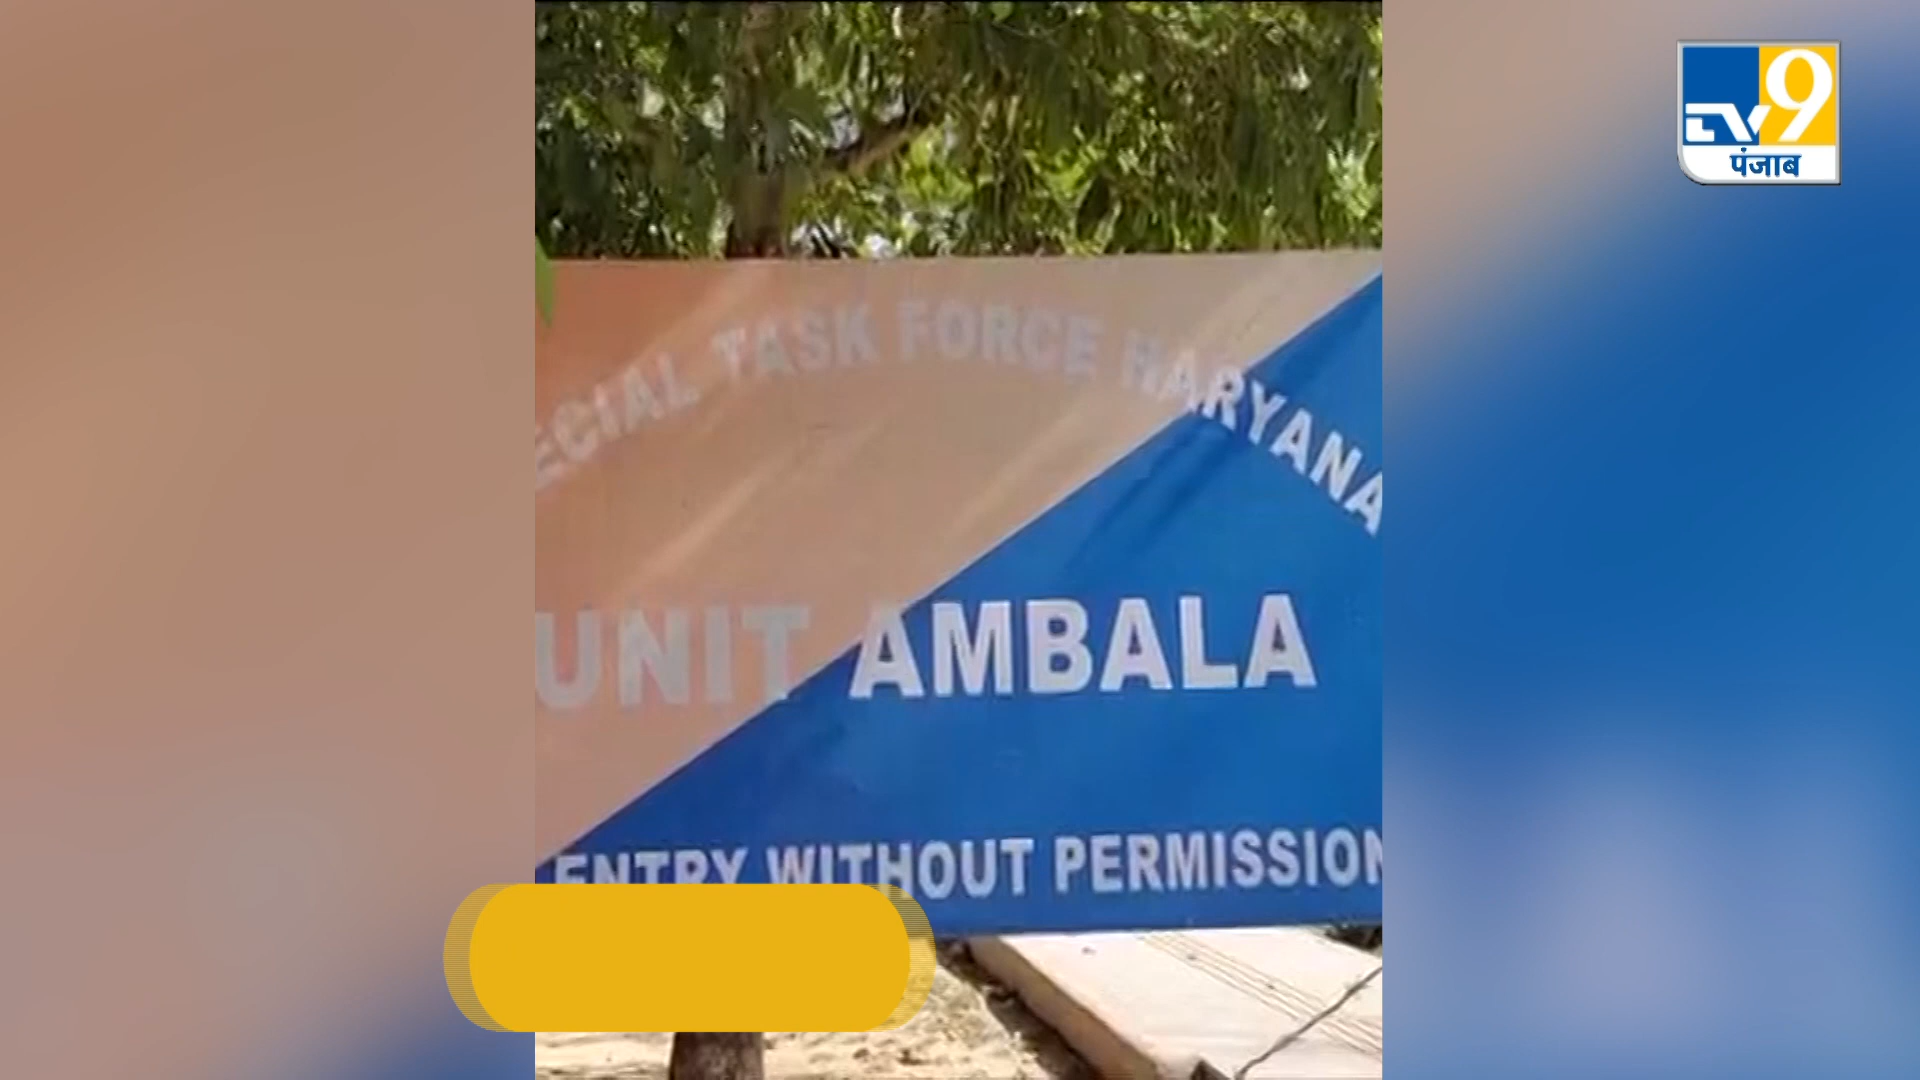 ECIAL TASK FORCE HARYANA
UNIT AMBALA
ENTRY WITHOUT PERMISSION
TV9
पंजाब